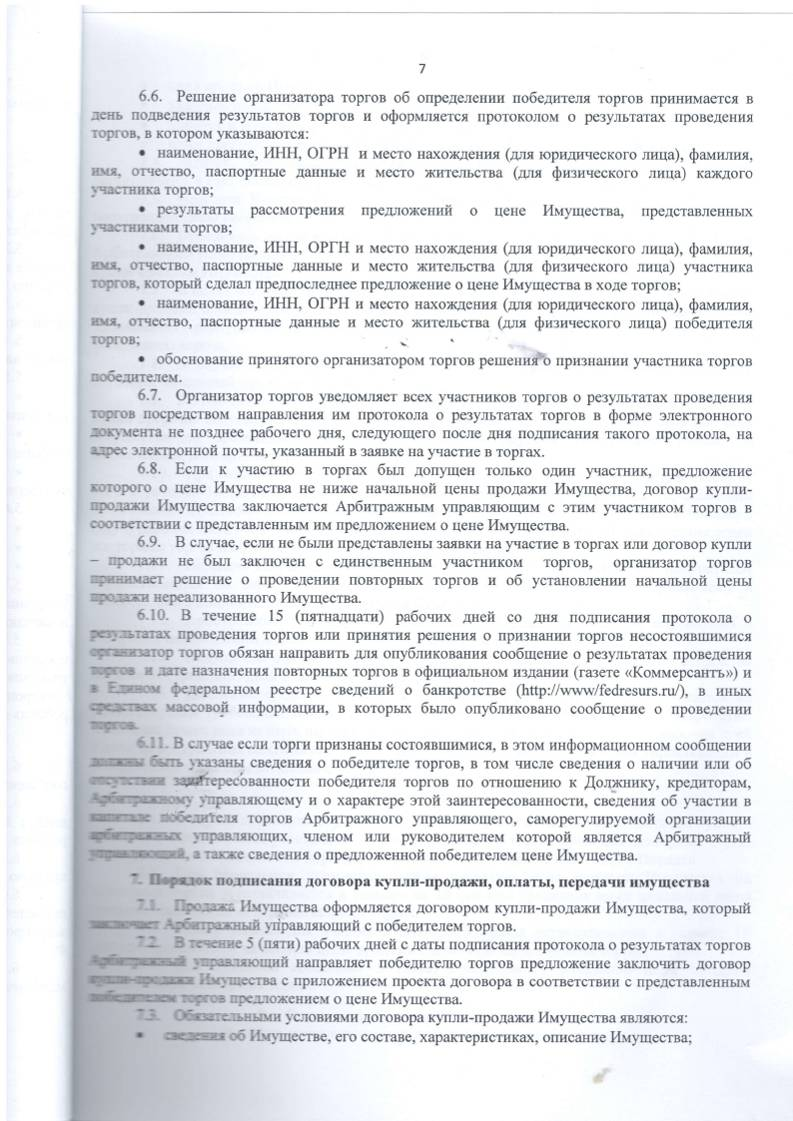 7
6.6. Решение организатора торгов об определении победителя торгов принимается в
день подведения результатов торгов и оформляется протоколом о результатах проведения
торгов, в котором указываются:
• наименование, ИНН, ОГРН и место нахождения (для юридического лица), фамилия,
имя, отчество, паспортные данные и место жительства (для физического лица) каждого
участника торгов;
• результаты рассмотрения предложений о цене Имущества, представленных
участниками торгов;
• наименование, ИНН, ОРГН и место нахождения (для юридического лица), фамилия,
имя, отчество, паспортные данные и место жительства (для физического лица) участника
торгов, который сделал предпоследнее предложение о цене Имущества в ходе торгов;
• наименование, ИНН, ОГРН и место нахождения (для юридического лица), фамилия,
имя, отчество, паспортные данные и место жительства (для физического лица) победителя
торгов;
• обоснование принятого организатором торгов решения о признании участника торгов
победителем.
6.7. Организатор торгов уведомляет всех участников торгов о результатах проведения
торгов посредством направления им протокола о результатах торгов в форме электронного
документа не позднее рабочего дня, следующего после дня подписания такого протокола, на
адрес электронной почты, указанный в заявке на участие в торгах.
6.8. Если к участию в торгах был допущен только один участник, предложение
которого о цене Имущества не ниже начальной цены продажи Имущества, договор купли-
продажи Имущества заключается Арбитражным управляющим с этим участником торгов в
соответствии с представленным им предложением о цене Имущества.
6.9. В случае, если не были представлены заявки на участие в торгах или договор купли
– продажи не был заключен с единственным участником торгов, организатор торгов
принимает решение о проведении повторных торгов и об установлении начальной цены
продажи нереализованного Имущества.
6.10. В течение 15 (пятнадцати) рабочих дней со дня подписания протокола о
результатах проведения торгов или принятия решения о признании торгов несостоявшимися
организатор торгов обязан направить для опубликования сообщение о результатах проведения
торгов и дате назначения повторных торгов в официальном издании (газете «Коммерсантъ») и
в Едином федеральном реестре сведений о банкротстве (http://www/fedresurs.ru/), в иных
средствах массовой информации, в которых было опубликовано сообщение о проведении
торгов.
6.11. В случае если торги признаны состоявшимися, в этом информационном сообщении
должны быть указаны сведения о победителе торгов, в том числе сведения о наличии или об
отсутствии заинтересованности победителя торгов по отношению к Должнику, кредиторам,
Арбитражному управляющему и о характере этой заинтересованности, сведения об участии в
капитале победителя торгов Арбитражного управляющего, саморегулируемой организации
арбитражных управляющих, членом или руководителем которой является Арбитражный
управляющий, а также сведения о предложенной победителем цене Имущества.
7. Порядок подписания договора купли-продажи, оплаты, передачи имущества
7.1. Продажа Имущества оформляется договором купли-продажи Имущества, который
заключает Арбитражный управляющий с победителем торгов.
7.2. В течение 5 (пяти) рабочих дней с даты подписания протокола о результатах торгов
Арбитражный управляющий направляет победителю торгов предложение заключить договор
купли-продажи Имущества с приложением проекта договора в соответствии с представленным
победителем торгов предложением о цене Имущества.
7.3. Обязательными условиями договора купли-продажи Имущества являются:
• сведения об Имуществе, его составе, характеристиках, описание Имущества;